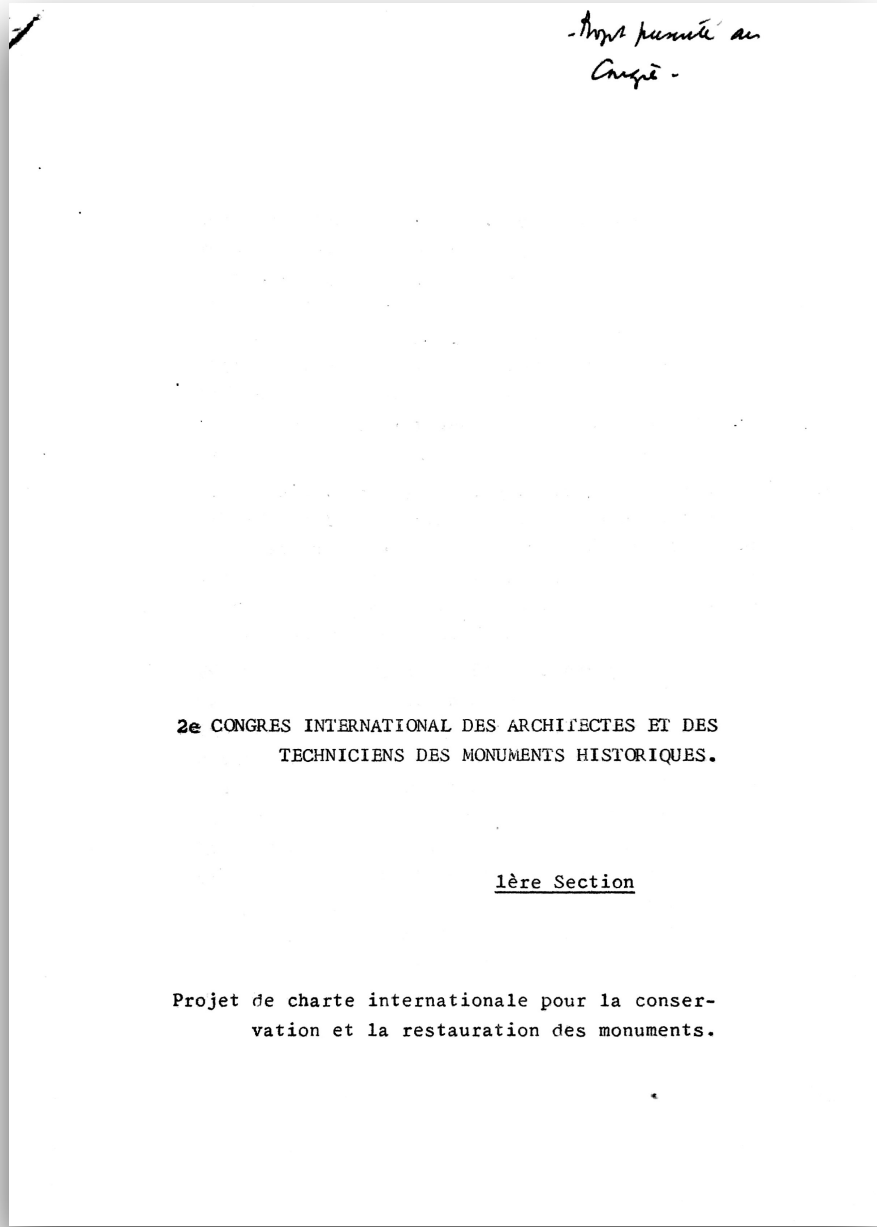 - Projet présenté au
Congrès -
2e CONGRES INTERNATIONAL DES ARCHITECTES ET DES
TECHNICIENS DES MONUMENTS HISTORIQUES.
1ère Section
Projet de charte internationale pour la conser-
vation et la restauration des monuments.